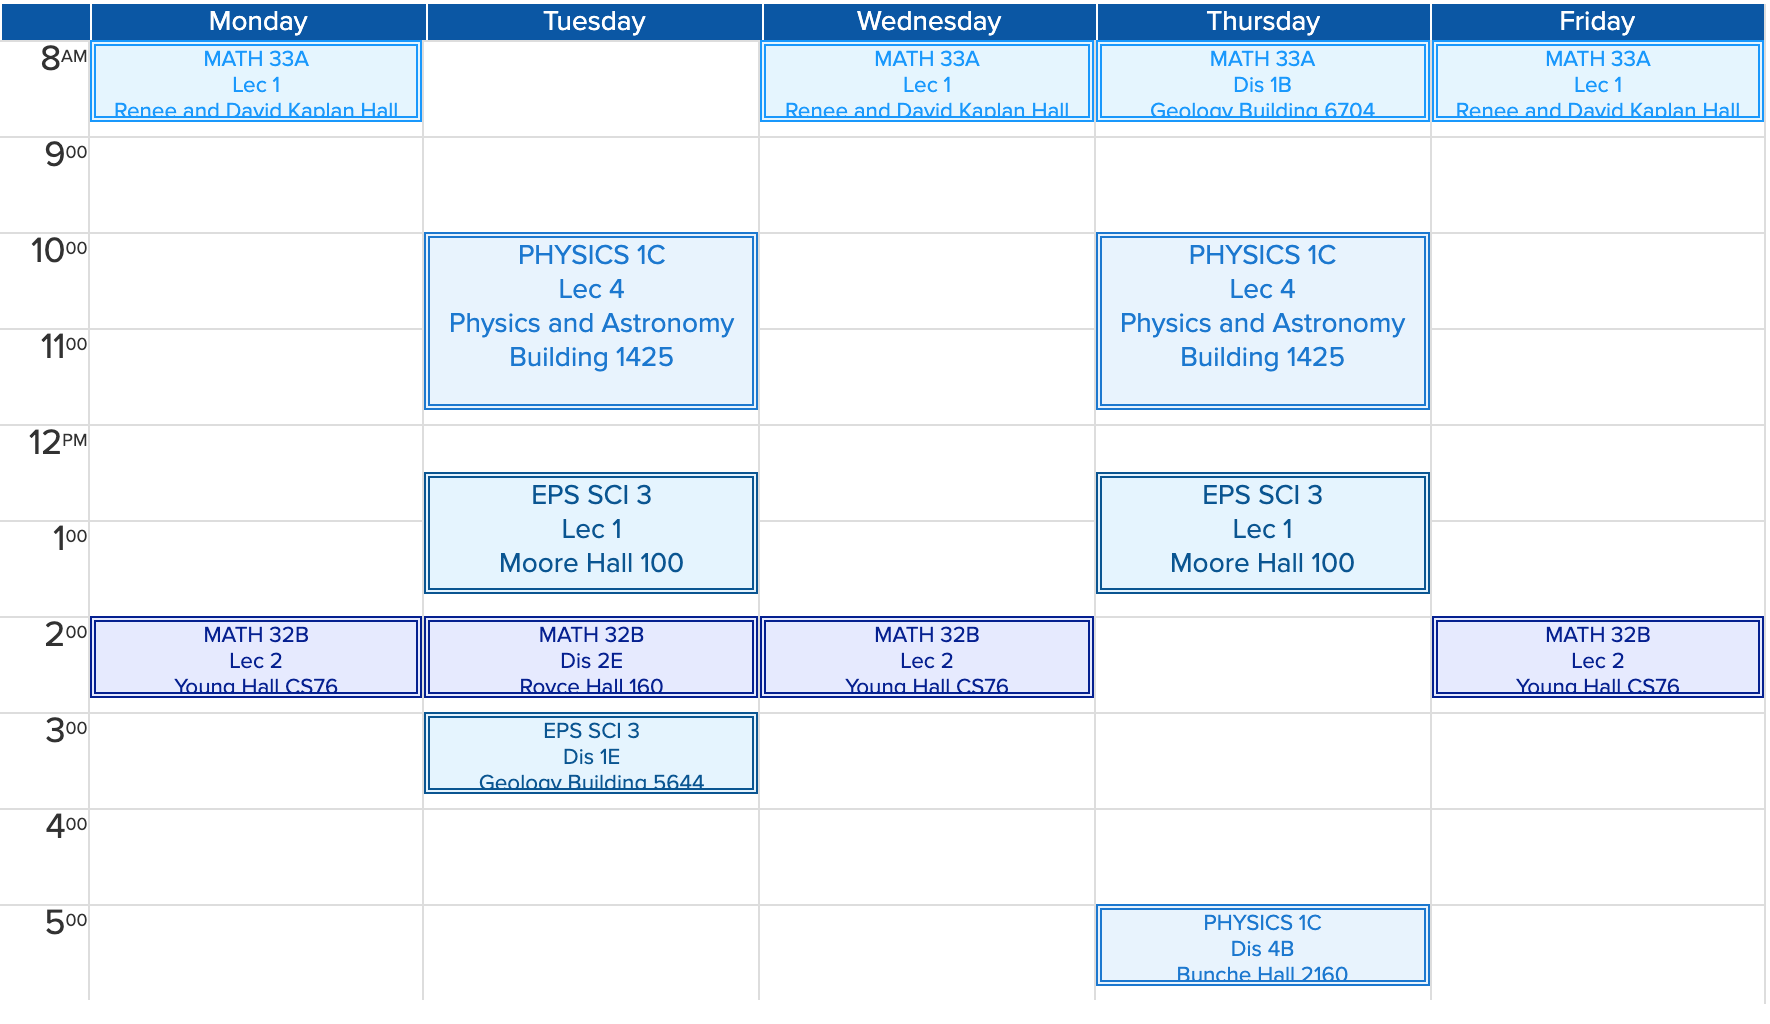 Monday Tuesday Wednesday Thursday Friday
8AM
MATH 33A
Lec 1
Renee and David Kaplan Hall
MATH 33A
Lec 1
Renee and David Kaplan Hall
MATH 33A
Dis 1B
Geology Building 6704
MATH 33A
Lec 1
Renee and David Kaplan Hall
900
1000
PHYSICS 1C
Lec 4
Physics and Astronomy
Building 1425
PHYSICS 1C
Lec 4
Physics and Astronomy
Building 1425
1100
12PM
EPS SCI 3
Lec 1
Moore Hall 100
EPS SCI 3
Lec 1
Moore Hall 100
100
200
MATH 32B
Lec 2
Young Hall CS76
MATH 32B
Dis 2E
Royce Hall 160
MATH 32B
Lec 2
Young Hall CS76
MATH 32B
Lec 2
Young Hall CS76
300
EPS SCI 3
Dis 1E
Geology Building 5644
400
500
PHYSICS 1C
Dis 4B
Bunche Hall 2160